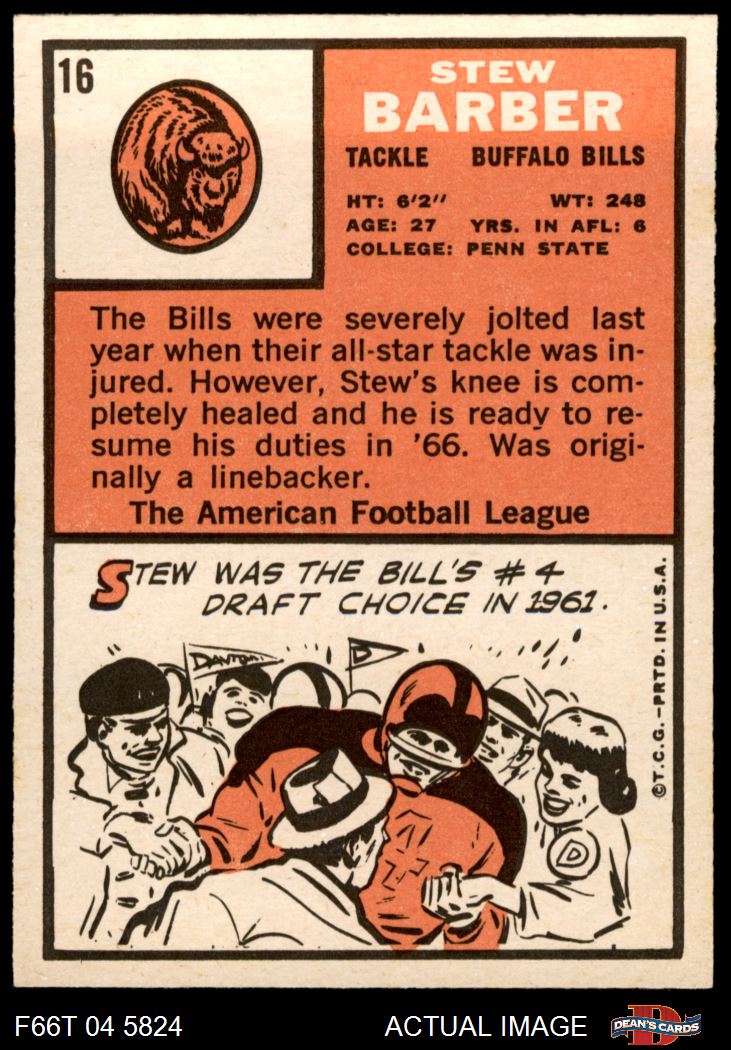 16
STEW
BARBER
TACKLE BUFFALO BILLS
HT: 6'2" WT: 248
AGE: 27 YRS. IN AFL: 6
COLLEGE: PENN STATE
The Bills were severely jolted last
year when their all-star tackle was in-
jured. However, Stew's knee is com-
pletely healed and he is ready to re-
sume his duties in '66. Was origi-
nally a linebacker.
The American Football League
STEW WAS THE BILL'S #4
DRAFT CHOICE IN 1961.
D
D
©T.C.G.–PRTD. IN U.S.A.
F66T 04 5824 ACTUAL IMAGE
DEAN'S CARDS